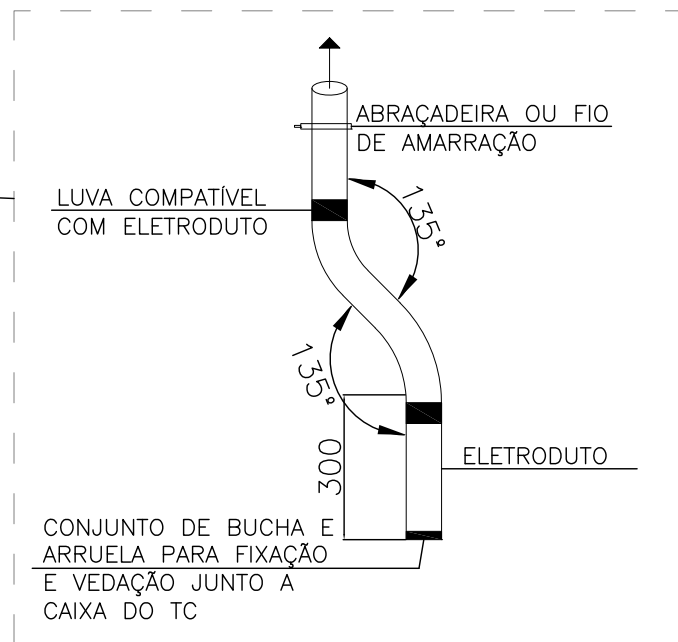 ABRAÇADEIRA OU FIO
DE AMARRAÇÃO
LUVA COMPATÍVEL
COM ELETRODUTO
135º
135º
300
ELETRODUTO
CONJUNTO DE BUCHA E
ARRUELA PARA FIXAÇÃO
E VEDAÇÃO JUNTO A
CAIXA DO TC